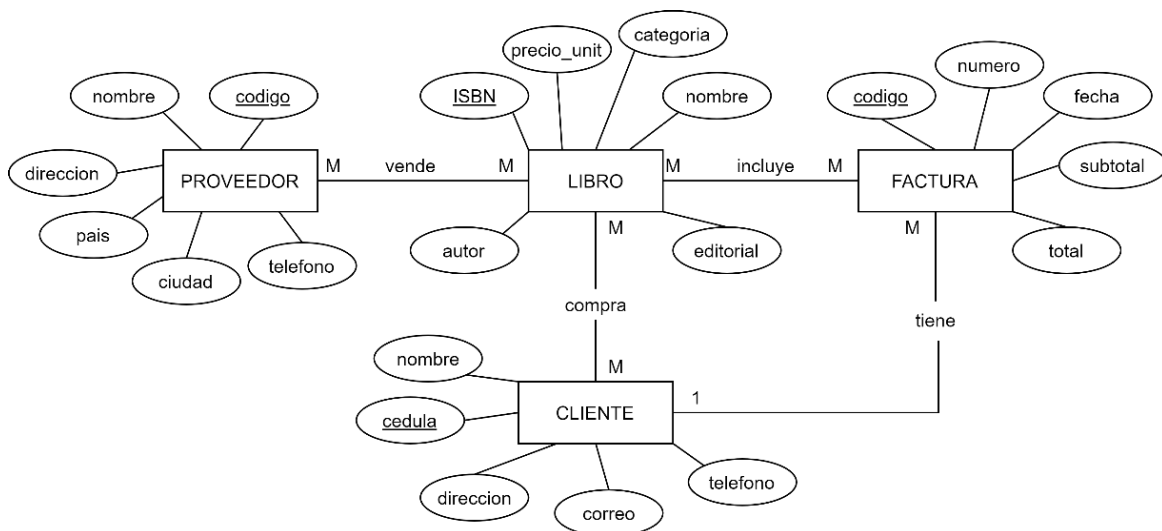 categoria
precio_unit
numero
nombre
codigo
ISBN
nombre
codigo
fecha
direccion
PROVEEDOR
M
vende
M
LIBRO
M
incluye
M
FACTURA
subtotal
pais
ciudad
telefono
autor
M
editorial
M
total
compra
tiene
nombre
M
cedula
CLIENTE
1
direccion
correo
telefono